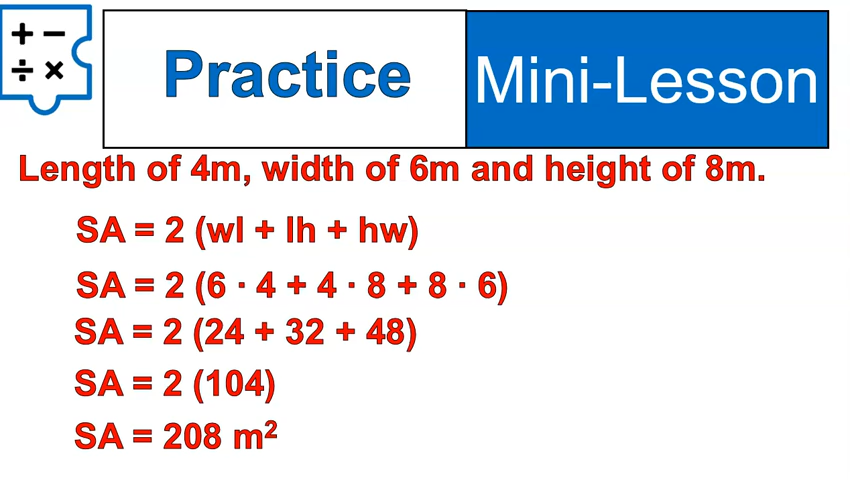 + −
÷ ×
Practice
Mini-Lesson
Length of 4m, width of 6m and height of 8m.
SA = 2 (wl + lh + hw)
SA = 2 (6 · 4 + 4 · 8 + 8 · 6)
SA = 2 (24 + 32 + 48)
SA = 2 (104)
SA = 208 m²